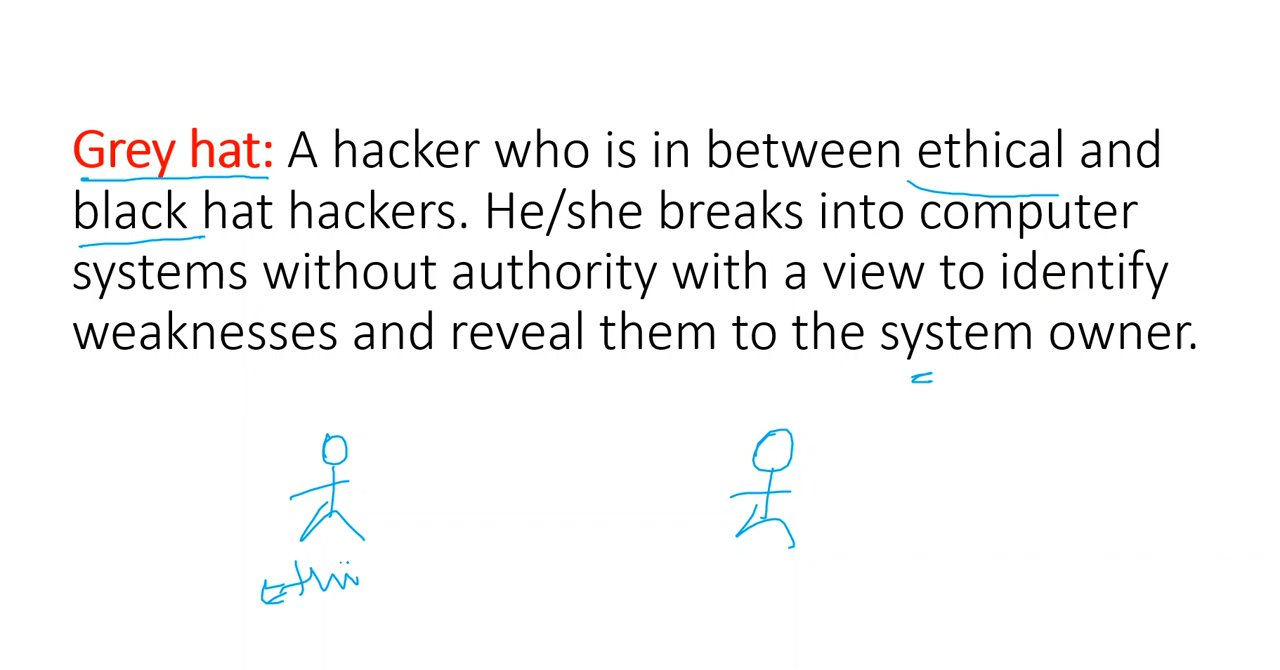 Grey hat: A hacker who is in between ethical and
black hat hackers. He/she breaks into computer
systems without authority with a view to identify
weaknesses and reveal them to the system owner.